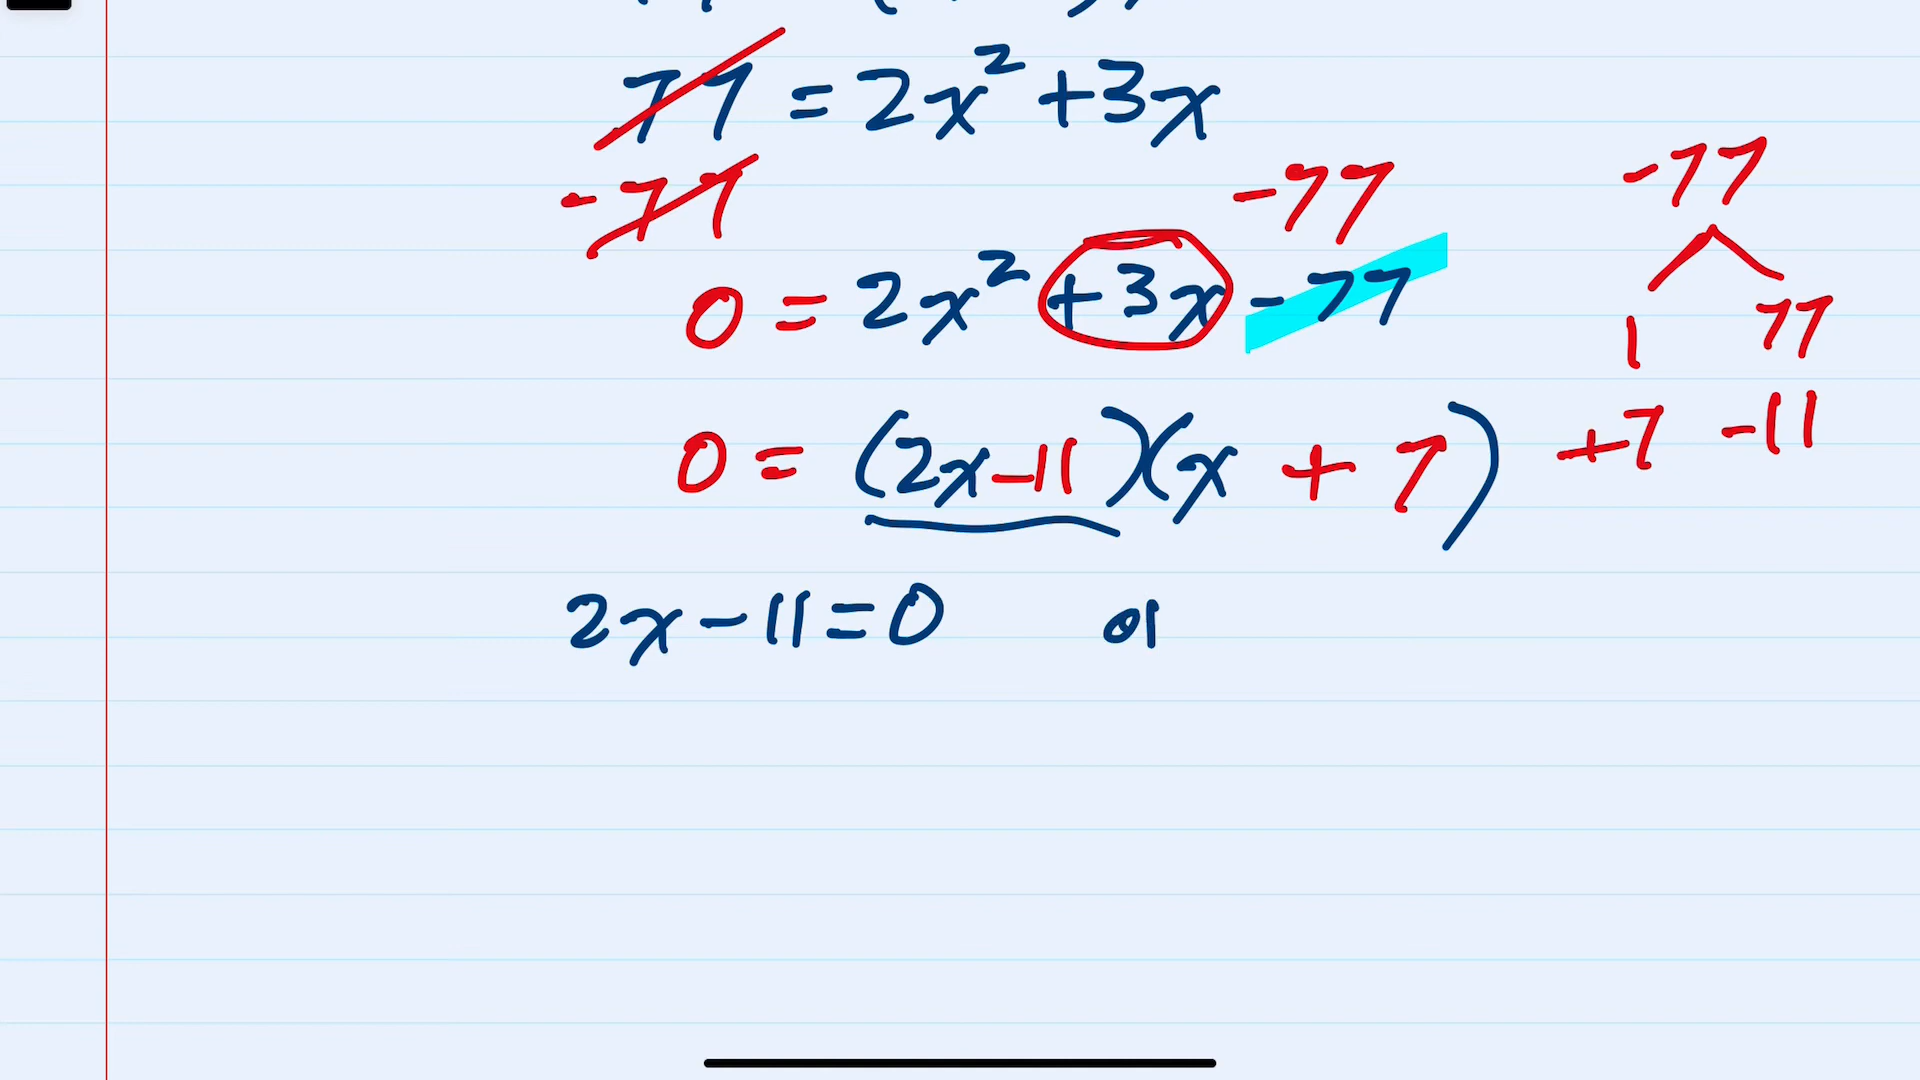 77 = 2x² + 3x
-77 -77
0 = 2x² + 3x - 77
0 = (2x - 11)(x + 7)
2x - 11 = 0 or
-77
1 77
+7 -11